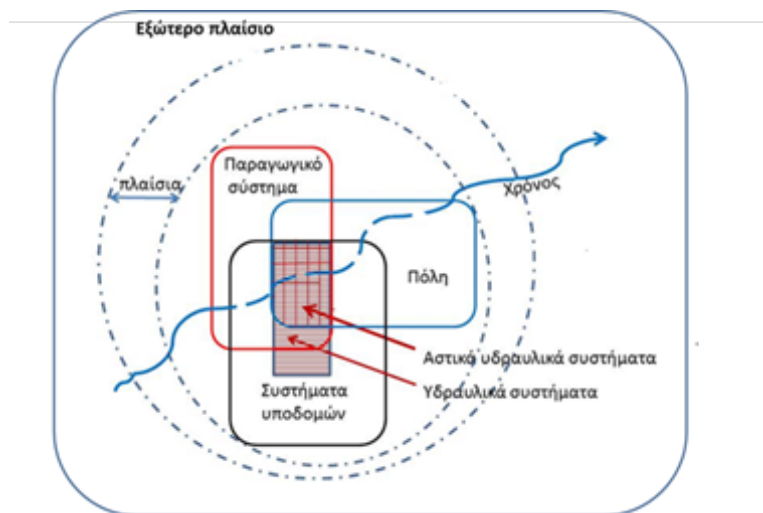 Εξώτερο πλαίσιο
Παραγωγικό
σύστημα
πλαίσια
Χρόνος
Πόλη
Αστικά υδραυλικά συστήματα
Υδραυλικά συστήματα
Συστήματα
υποδομών